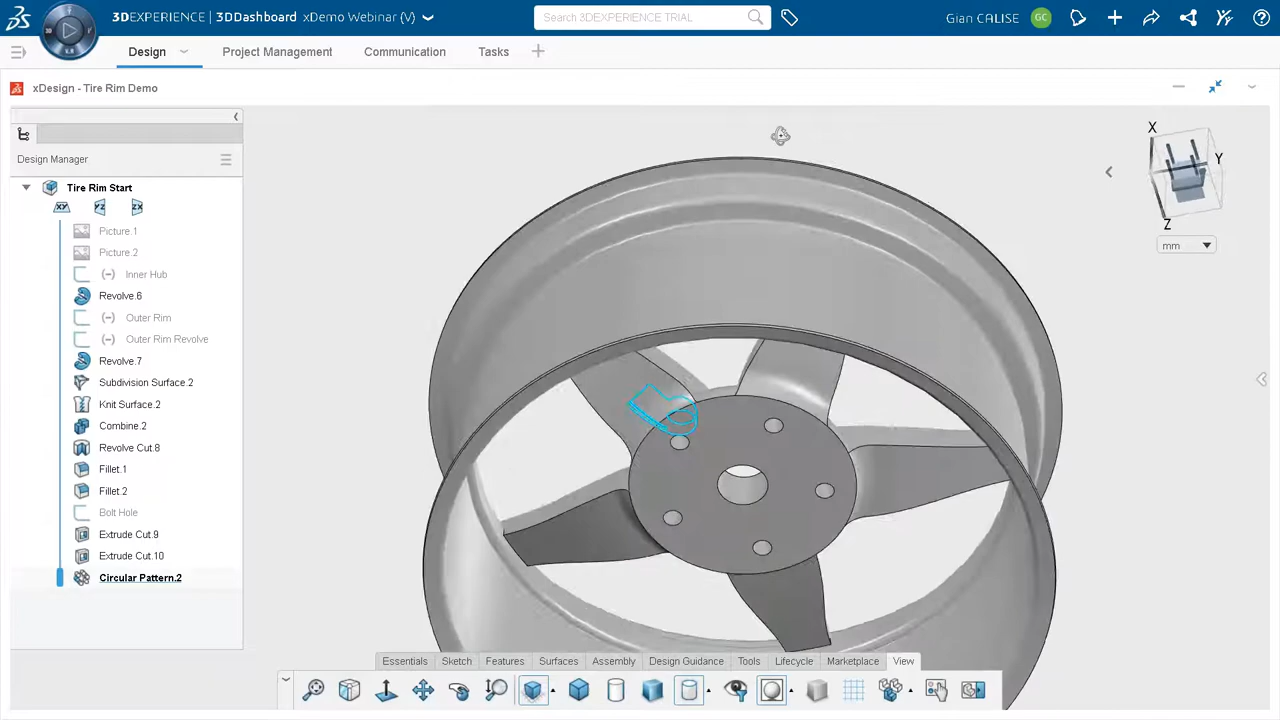 3DEXPERIENCE | 3DDashboard xDemo Webinar (V)
Search 3DEXPERIENCE TRIAL
Gian CALISE GC
Design Project Management Communication Tasks
xDesign - Tire Rim Demo
Design Manager
Tire Rim Start
XY YZ ZX
Picture.1
Picture.2
(-) Inner Hub
Revolve.6
(-) Outer Rim
(-) Outer Rim Revolve
Revolve.7
Subdivision Surface.2
Knit Surface.2
Combine.2
Revolve Cut.8
Fillet.1
Fillet.2
Bolt Hole
Extrude Cut.9
Extrude Cut.10
Circular Pattern.2
X
Y
Z
mm
Essentials Sketch Features Surfaces Assembly Design Guidance Tools Lifecycle Marketplace View